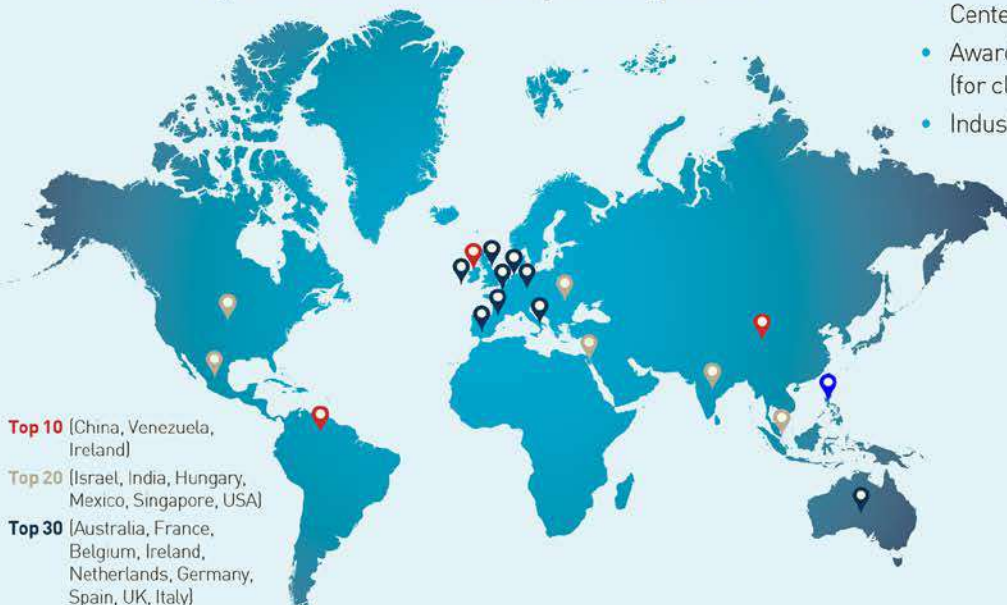 Cente
• Award
(for cl
• Indus
Top 10 (China, Venezuela,
Ireland)
Top 20 (Israel, India, Hungary,
Mexico, Singapore, USA)
Top 30 (Australia, France,
Belgium, Ireland,
Netherlands, Germany,
Spain, UK, Italy)